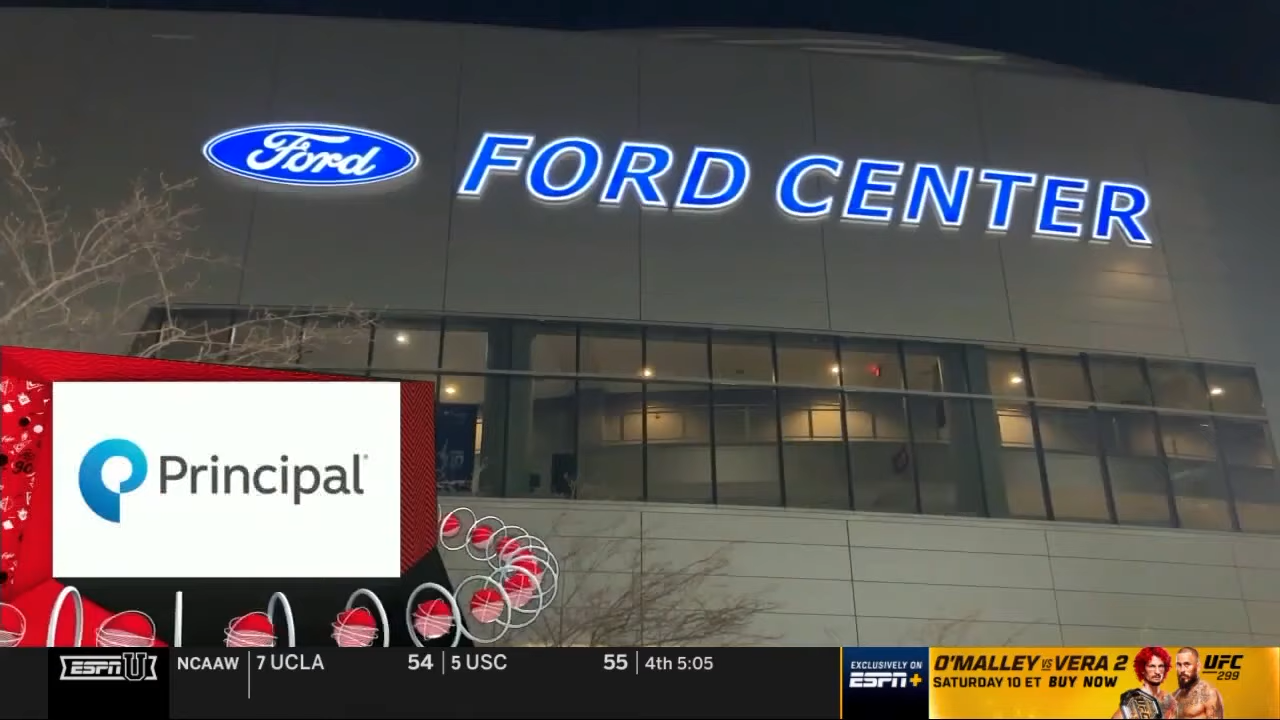 Ford FORD CENTER
Principal
ESPNU NCAAW 7 UCLA 54 5 USC 55 4th 5:05
EXCLUSIVELY ON
ESPN+
O'MALLEY VS VERA 2
SATURDAY 10 ET BUY NOW
UFC
299